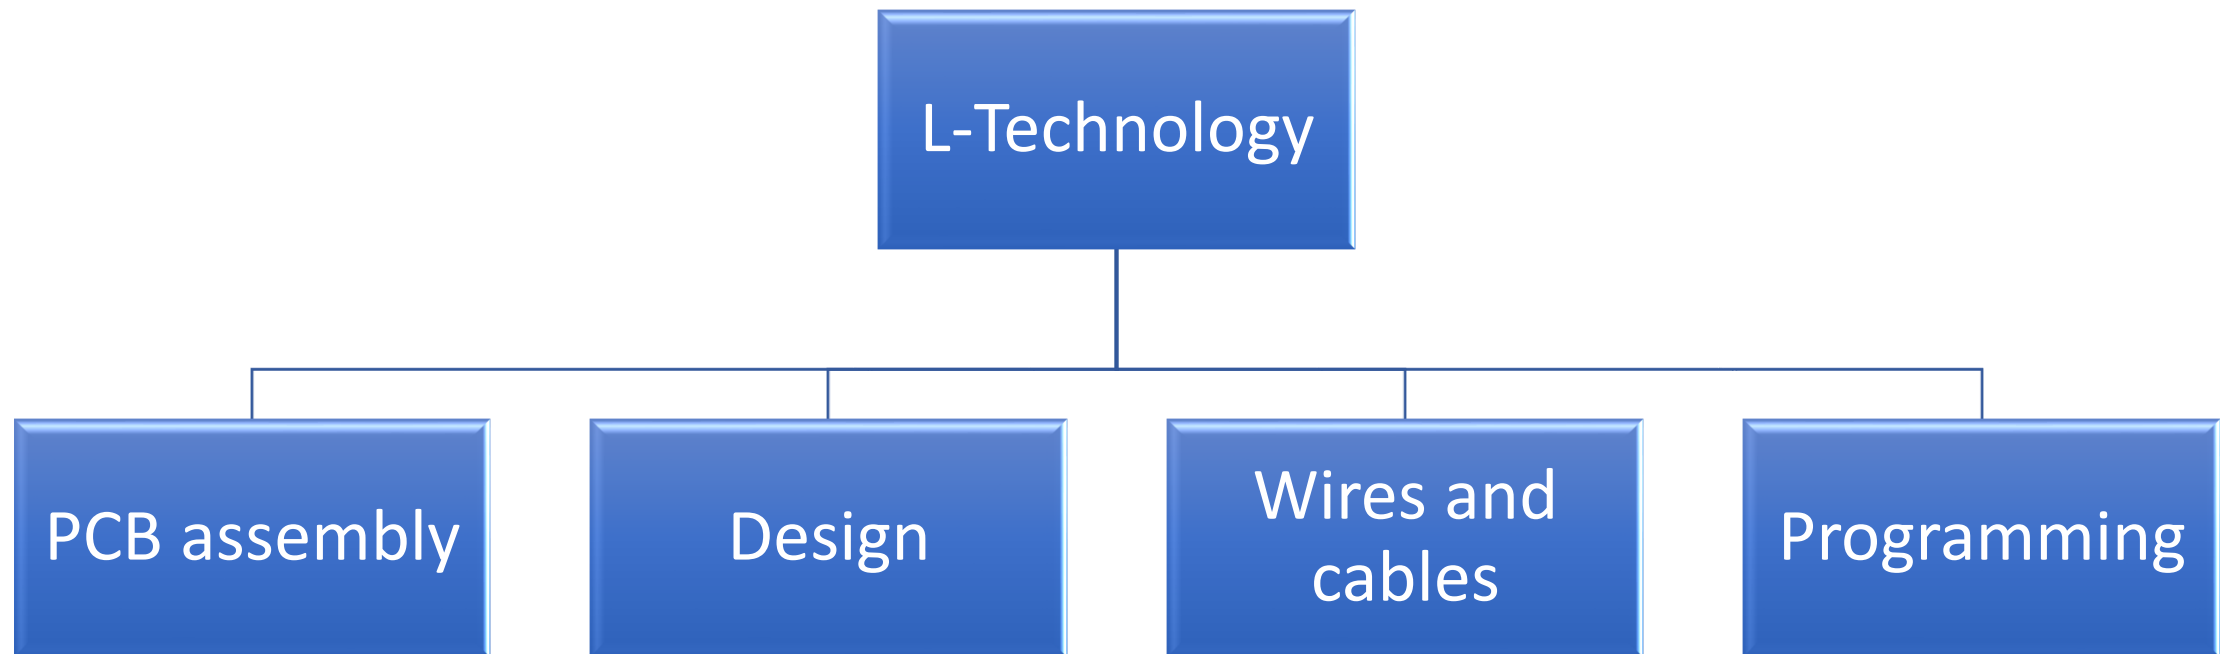 L-Technology
PCB assembly
Design
Wires and
cables
Programming